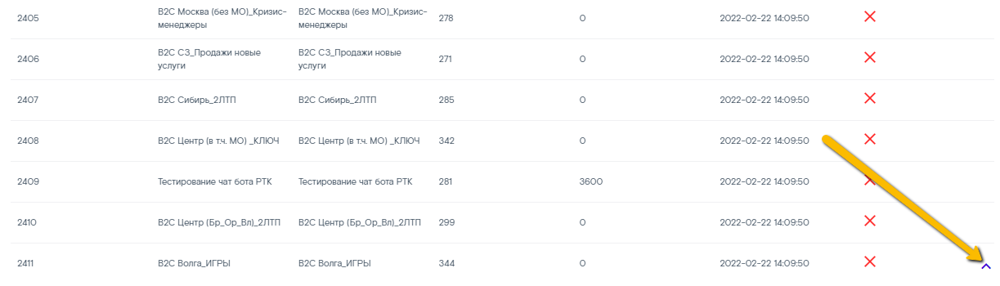 2405 B2C Москва (без МО)_Кризис- B2C Москва (без МО)_Кризис- 278 0 2022-02-22 14:09:50
менеджеры менеджеры
2406 B2C СЗ_Продажи новые B2C СЗ_Продажи новые 271 0 2022-02-22 14:09:50
услуги услуги
2407 B2C Сибирь_2ЛТП B2C Сибирь_2ЛТП 285 0 2022-02-22 14:09:50
2408 B2C Центр (в т.ч. МО) _КЛЮЧ B2C Центр (в т.ч. МО) _КЛЮЧ 342 0 2022-02-22 14:09:50
2409 Тестирование чат бота РТК Тестирование чат бота РТК 281 3600 2022-02-22 14:09:50
2410 B2C Центр (Бр_Ор_Вл)_2ЛТП B2C Центр (Бр_Ор_Вл)_2ЛТП 299 0 2022-02-22 14:09:50
2411 B2C Волга_ИГРЫ B2C Волга_ИГРЫ 344 0 2022-02-22 14:09:50